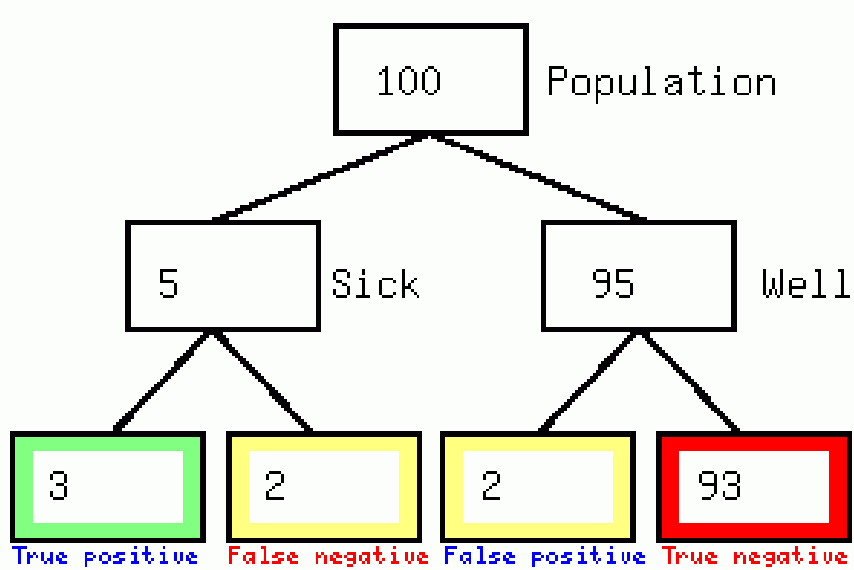 100 Population
5 Sick 95 Well
3 2 2 93
True positive False negative False positive True negative